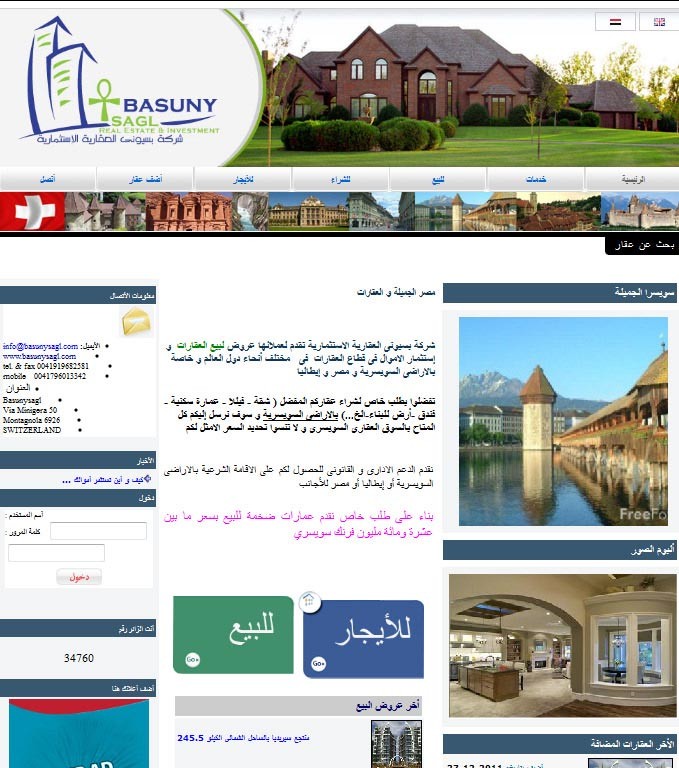 BASUNY
SAGL
REAL ESTATE & INVESTMENT
شركة بسيونى العقارية الاستثمارية
الرئيسية
خدمات
للبيع
للشراء
للأيجار
أضف عقار
أتصل
بحث عن عقار
سويسرا الجميلة
FreeFo
ألبوم الصور
الأخر العقارات المضافة
27-12-2011
مصر الجميلة و العقارات
شركة بسيونى العقارية الاستثمارية تقدم لعملائها عروض لبيع العقارات و
إستثمار الاموال فى قطاع العقارات فى مختلف أنحاء دول العالم و خاصة
بالاراضى السويسرية و مصر و إيطاليا
تفضلوا بطلب خاص لشراء عقاركم المفضل ( شقة - فيلا - عمارة سكنية -
فندق -أرض للبناء-الخ...) بالاراضى السويسرية و سوف نرسل إليكم كل
المتاح بالسوق العقارى السويسرى و لا تنسوا تحديد السعر الامثل لكم
نقدم الدعم الادارى و القانونى للحصول لكم على الاقامة الشرعية بالاراضى
السويسرية أو إيطاليا أو مصر للأجانب
بناء على طلب خاص نقدم عمارات ضخمة للبيع بسعر ما بين
عشرة ومائة مليون فرنك سويسري
للأيجار
Go»
للبيع
Go»
أخر عروض البيع
منتجع سيريديا بالساحل الشمالى الكيلو 245.5
معلومات الأتصال
الأيميل: info@basunysagl.com
www.basunysagl.com
tel. & fax 0041919682581
mobile 0041796013342
العنوان
Basunysagl
Via Minigera 50
Montagnola 6926
SWITZERLAND
الأخبار
كيف و أين تستثمر أموالك ...
دخول
أسم المستخدم :
كلمة المرور :
دخول
أنت الزائر رقم
34760
أضف أعلانك هنا